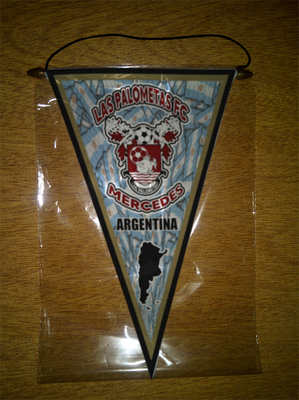 LAS PALOMETAS FC
MERCEDES
ARGENTINA